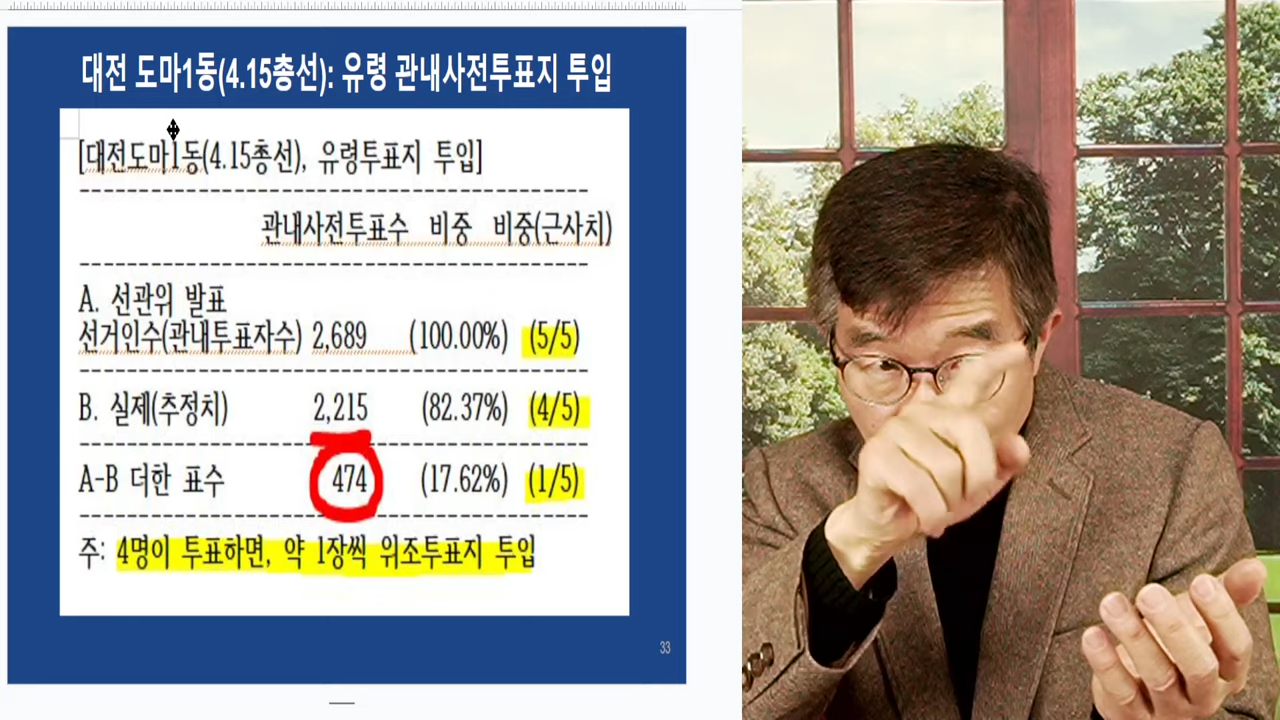 대전 도마1동(4.15총선): 유령 관내사전투표지 투입
[대전도마1동(4.15총선), 유령투표지 투입]
관내사전투표수 비중 비중(근사치)
A. 선관위 발표
선거인수(관내투표자수) 2,689 (100.00%) (5/5)
B. 실제(추정치) 2,215 (82.37%) (4/5)
A-B 더한 표수 474 (17.62%) (1/5)
주: 4명이 투표하면, 약 1장씩 위조투표지 투입
33